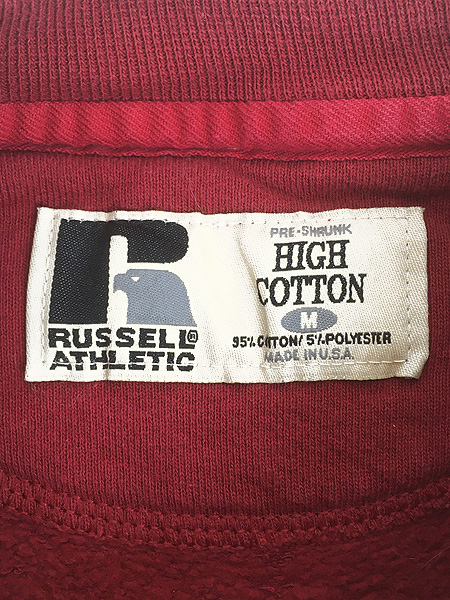 RUSSELL®
ATHLETIC
PRE-SHRUNK
HIGH
COTTON
M
95% COTTON/ 5% POLYESTER
MADE IN U.S.A.